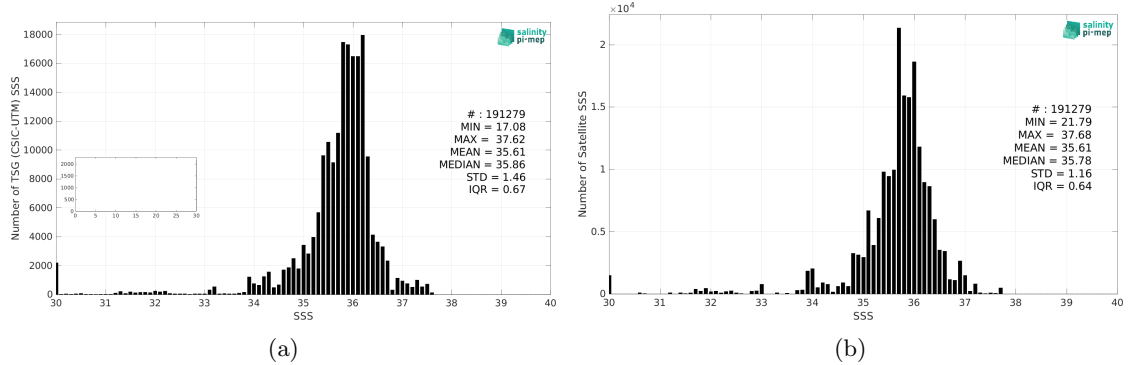 18000
16000
14000
12000
10000
8000
6000
4000
2000
0
Number of TSG (CSIC-UTM) SSS
salinity
pi-mep
# : 191279
MIN = 17.08
MAX = 37.62
MEAN = 35.61
MEDIAN = 35.86
STD = 1.46
IQR = 0.67
2000
1500
1000
500
0
0 5 10 15 20 25 30
30 31 32 33 34 35 36 37 38 39 40
SSS
(a)
×10⁴
2
1.5
1
0.5
0
Number of Satellite SSS
salinity
pi-mep
# : 191279
MIN = 21.79
MAX = 37.68
MEAN = 35.61
MEDIAN = 35.78
STD = 1.16
IQR = 0.64
30 31 32 33 34 35 36 37 38 39 40
SSS
(b)